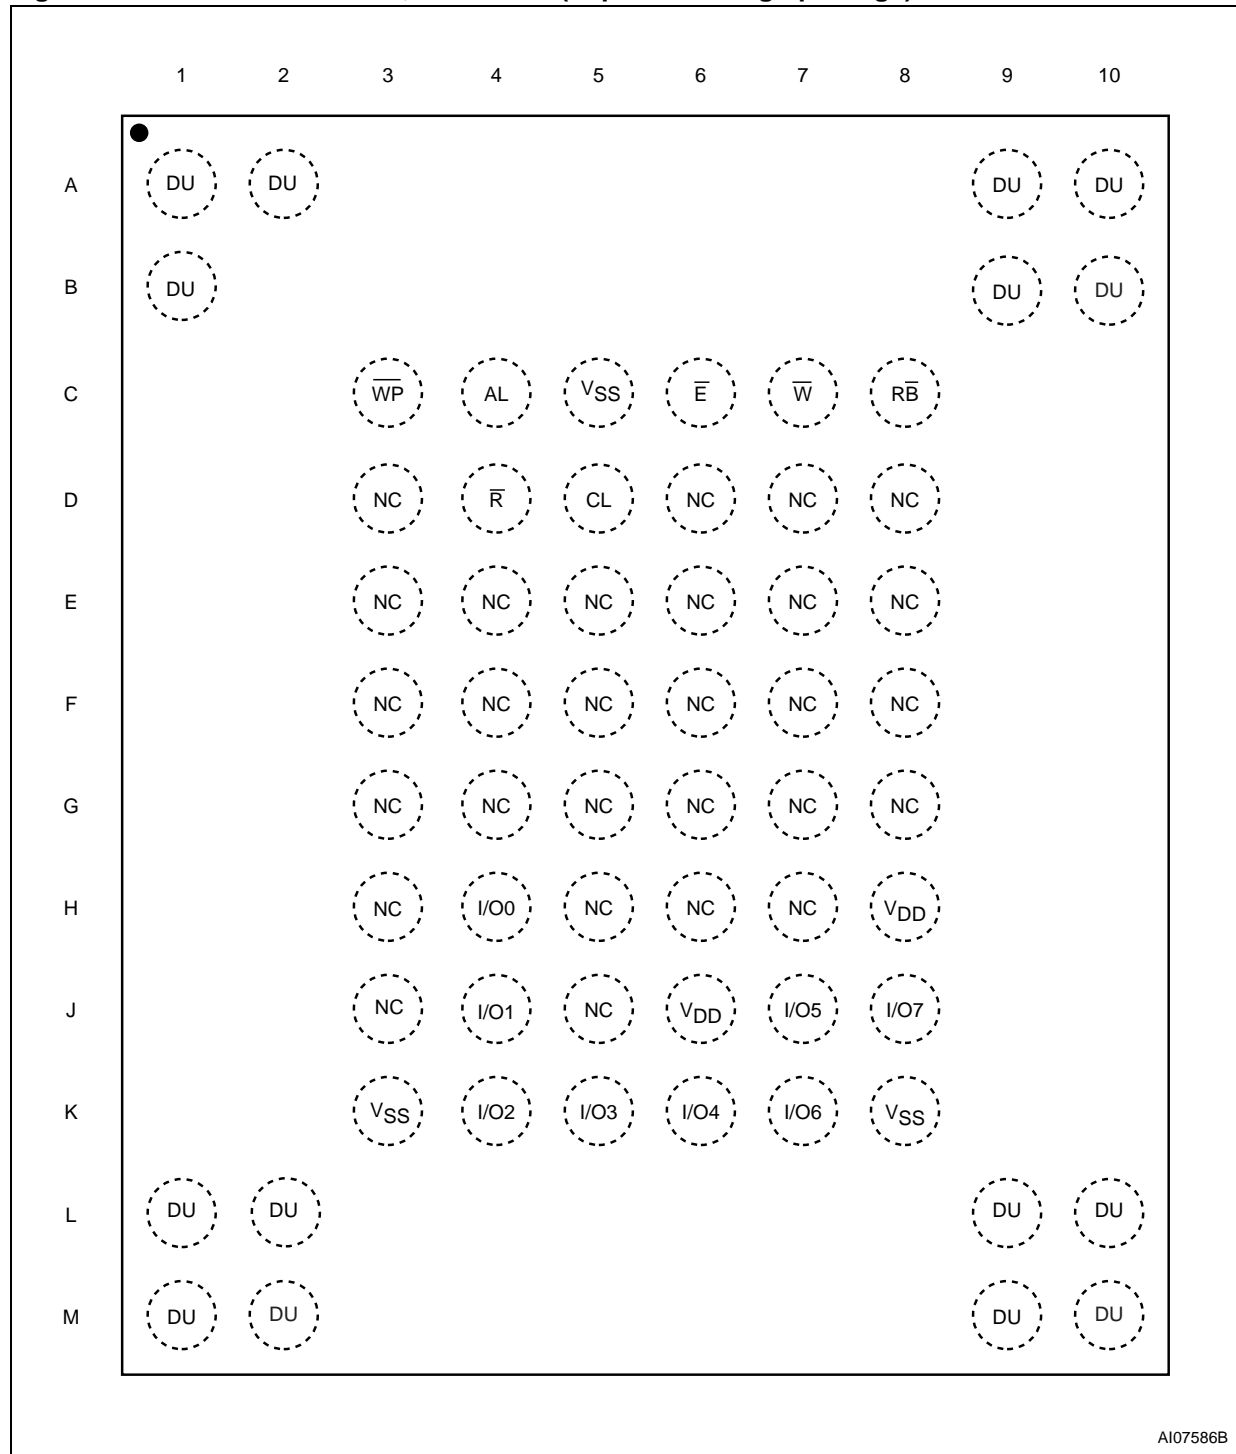 1 2 3 4 5 6 7 8 9 10
A DU DU DU DU
B DU DU DU
C W̅P̅ AL VSS E̅ W̅ RB̅
D NC R̅ CL NC NC NC
E NC NC NC NC NC NC
F NC NC NC NC NC NC
G NC NC NC NC NC NC
H NC I/O0 NC NC NC VDD
J NC I/O1 NC VDD I/O5 I/O7
K VSS I/O2 I/O3 I/O4 I/O6 VSS
L DU DU DU DU
M DU DU DU DU
AI07586B